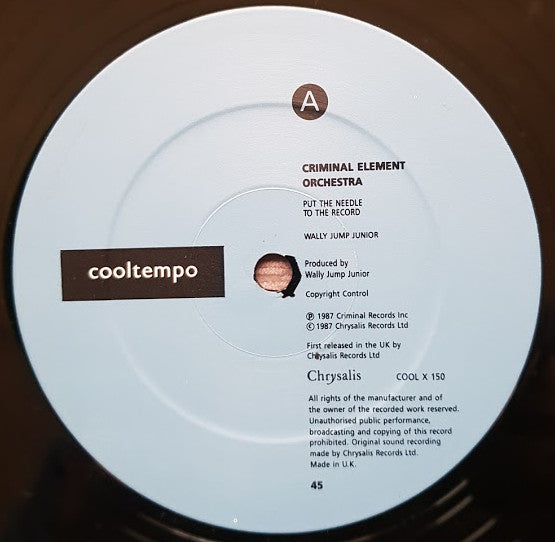 A
CRIMINAL ELEMENT
ORCHESTRA
PUT THE NEEDLE
TO THE RECORD
WALLY JUMP JUNIOR
cooltempo
Produced by
Wally Jump Junior
Copyright Control
℗ 1987 Criminal Records Inc
© 1987 Chrysalis Records Ltd
First released in the UK by
Chrysalis Records Ltd
Chrysalis COOL X 150
All rights of the manufacturer and of
the owner of the recorded work reserved.
Unauthorised public performance,
broadcasting and copying of this record
prohibited. Original sound recording
made by Chrysalis Records Ltd.
Made in U.K.
45